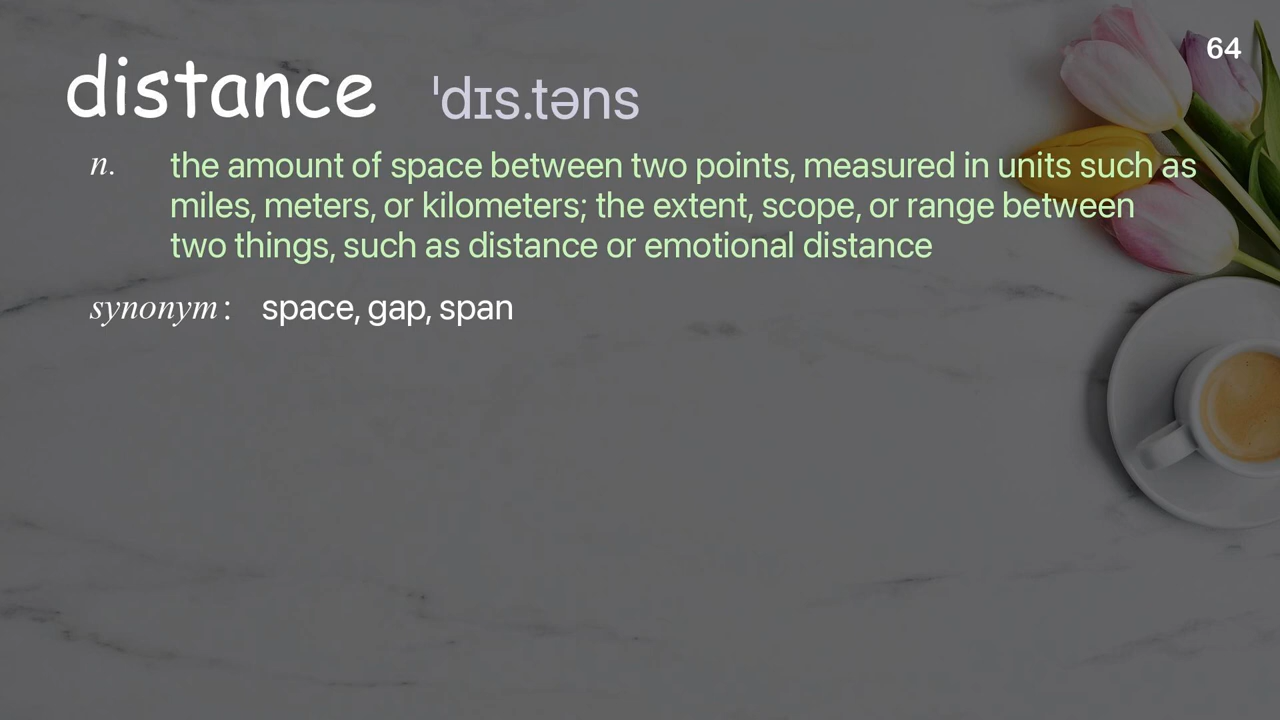 64
distance ˈdɪs.təns
n. the amount of space between two points, measured in units such as
miles, meters, or kilometers; the extent, scope, or range between
two things, such as distance or emotional distance
synonym: space, gap, span